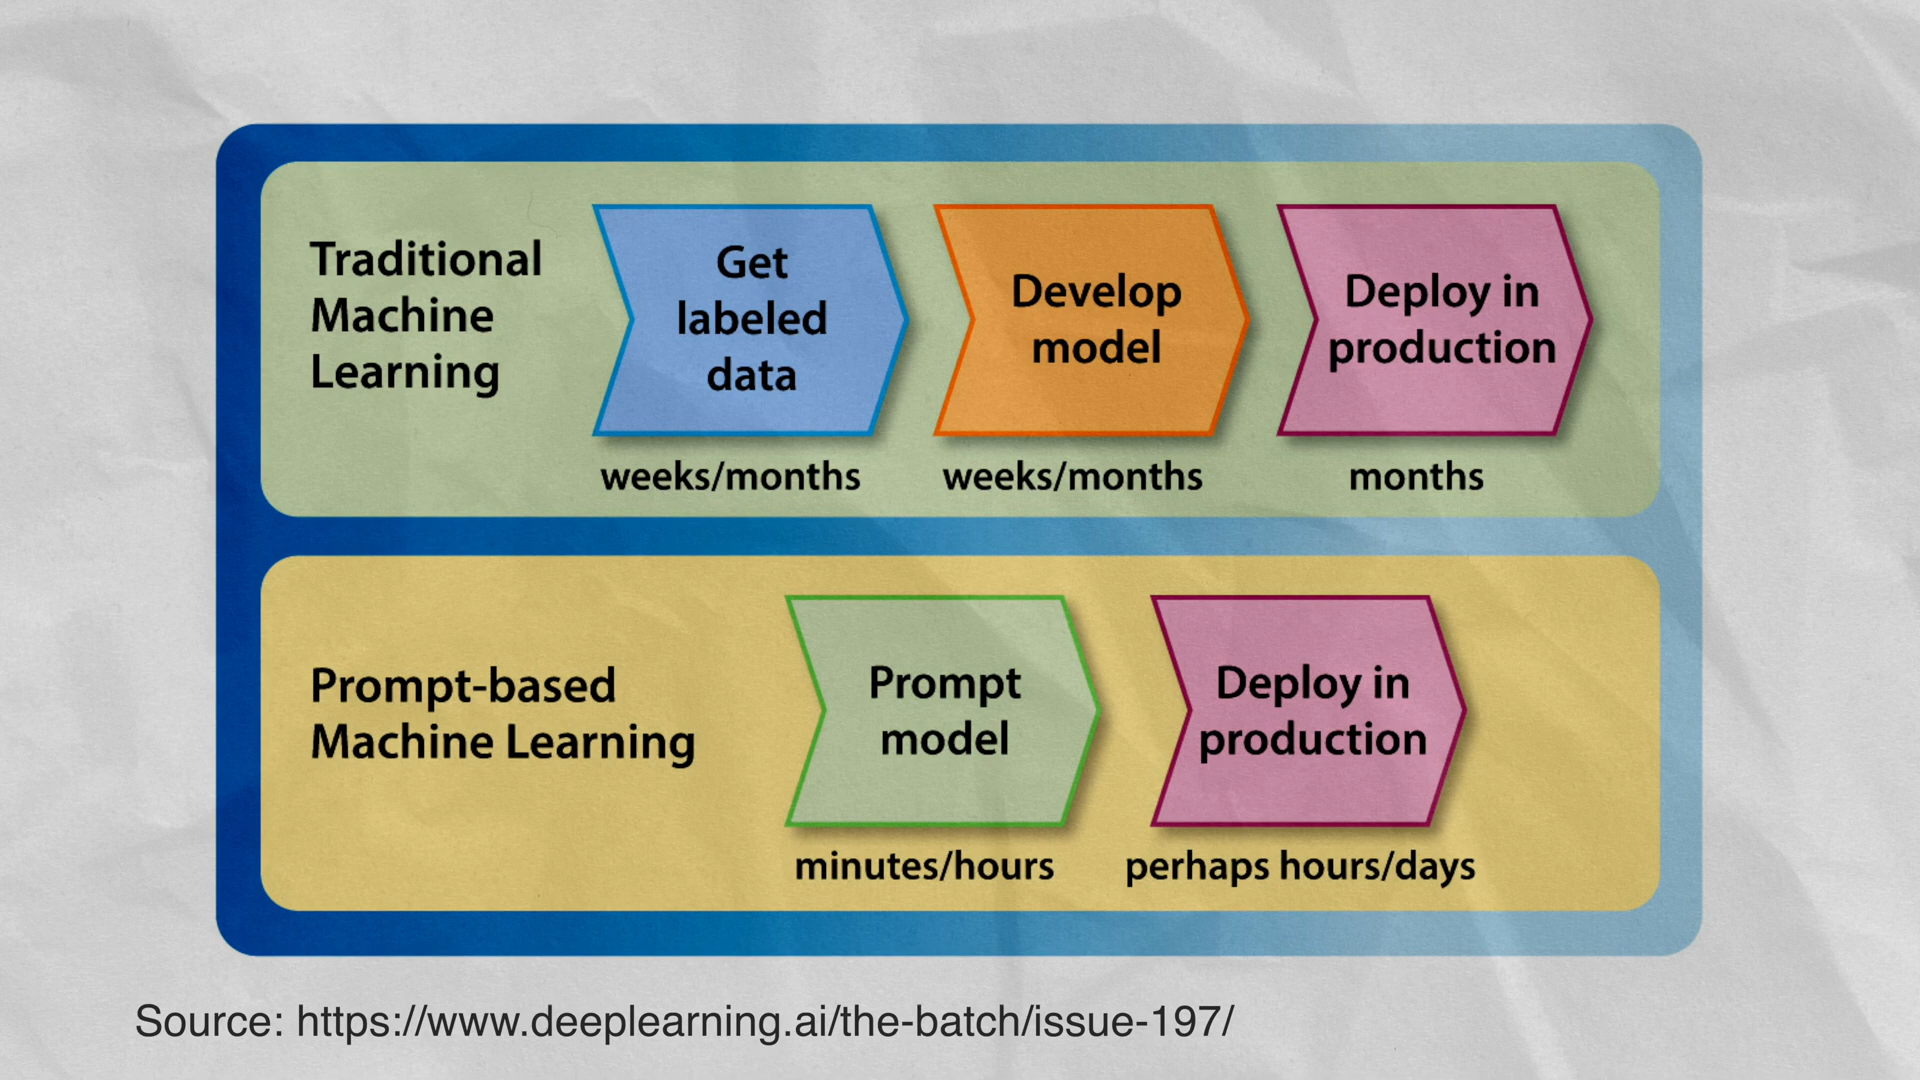 Traditional
Machine
Learning
Get
labeled
data
weeks/months
Develop
model
weeks/months
Deploy in
production
months
Prompt-based
Machine Learning
Prompt
model
minutes/hours
Deploy in
production
perhaps hours/days
Source: https://www.deeplearning.ai/the-batch/issue-197/